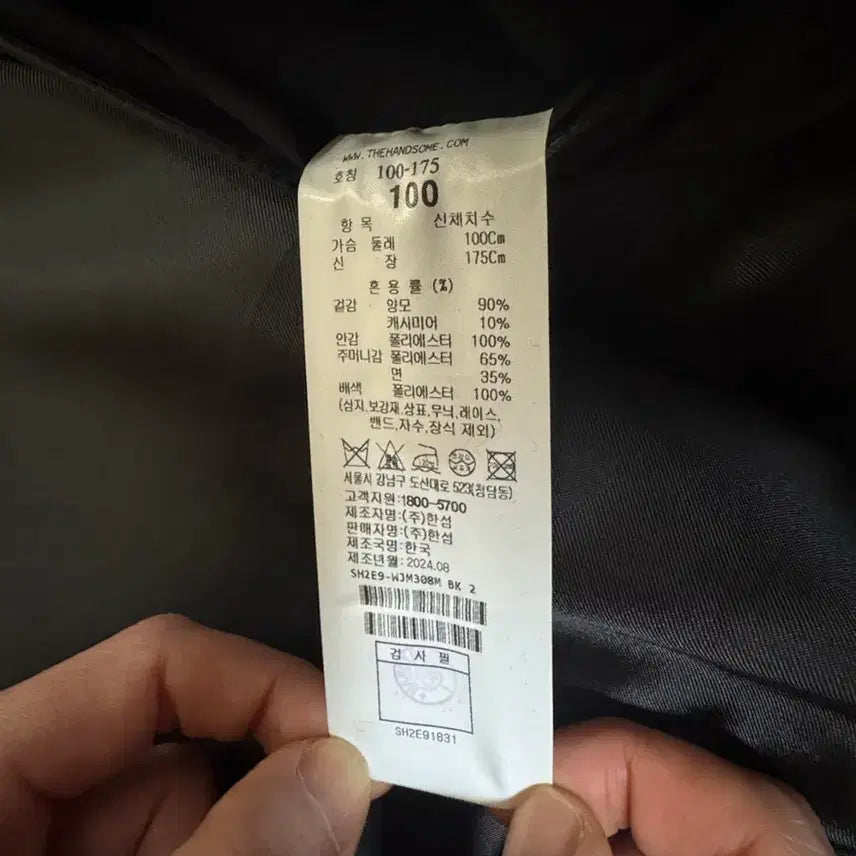 WWW.THEHANDSOME.COM
호칭 100-175
100
항 목 신체치수
가슴 둘레 100Cm
신 장 175Cm
혼 용 률 (%)
겉감 양모 90%
캐시미어 10%
안감 폴리에스터 100%
주머니감 폴리에스터 65%
면 35%
배색 폴리에스터 100%
(심지,보강재,상표,무늬,레이스,
밴드,자수,장식 제외)
서울시 강남구 도산대로 523(청담동)
고객지원:1800-5700
제조자명:(주)한섬
판매자명:(주)한섬
제조국명:한국
제조년월:2024.08
SH2E9-WJM308M BK 2
검 사 필
SH2E91831